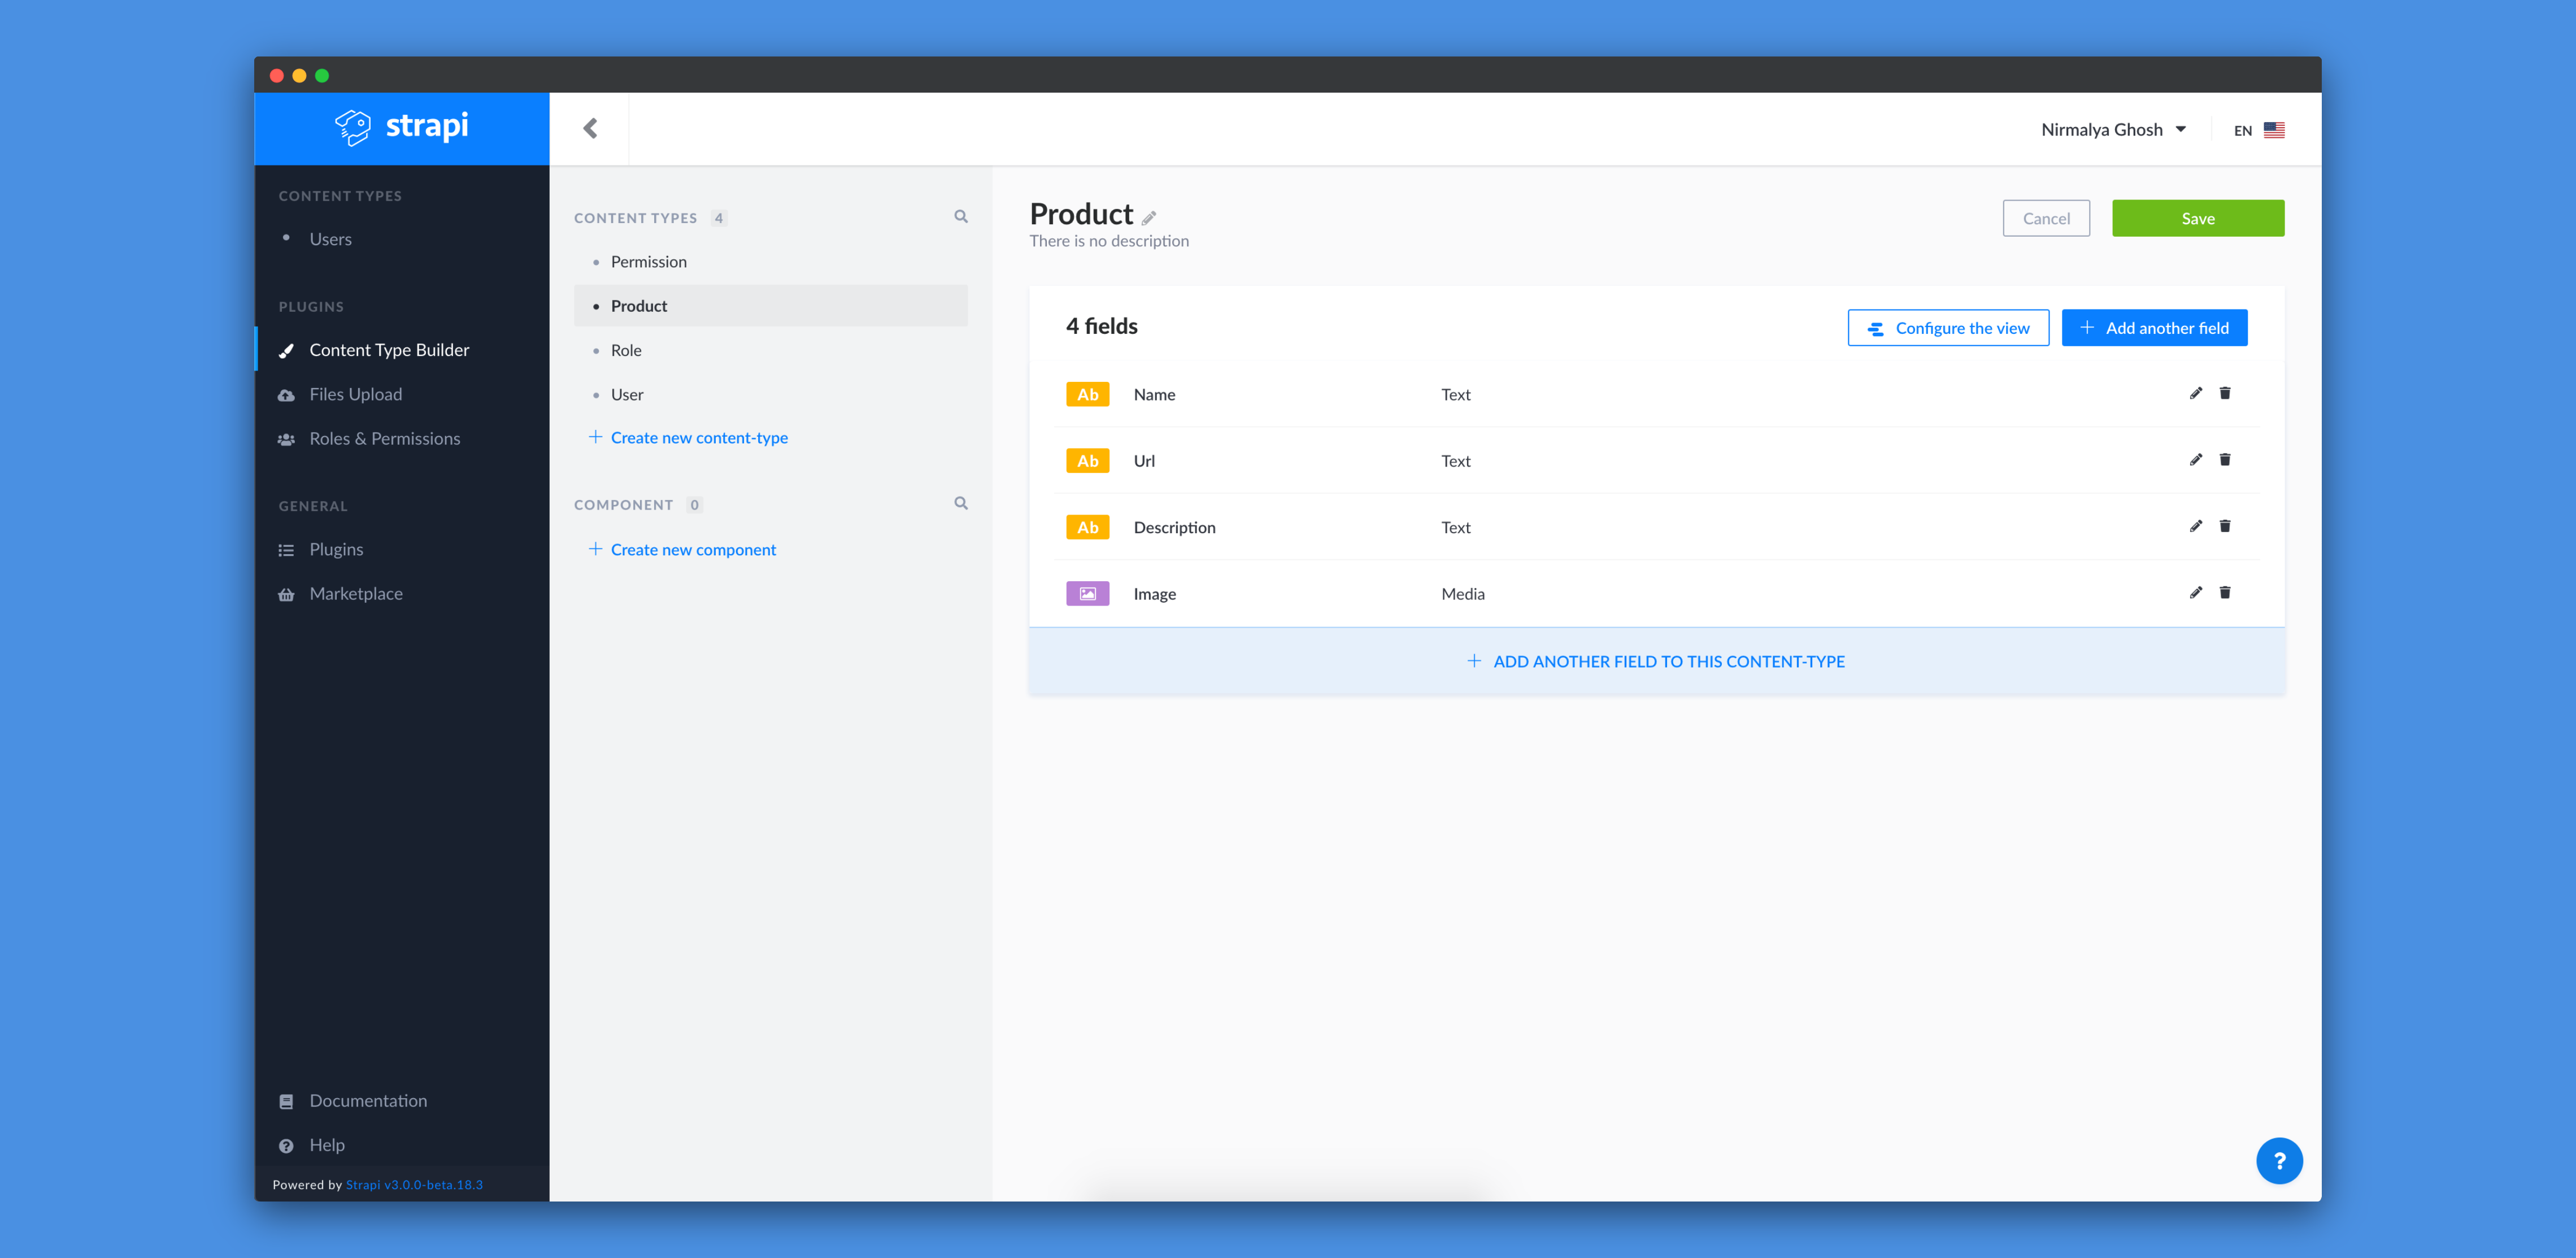 strapi
Nirmalya Ghosh
EN
CONTENT TYPES
Users
PLUGINS
Content Type Builder
Files Upload
Roles & Permissions
GENERAL
Plugins
Marketplace
Documentation
Help
Powered by Strapi v3.0.0-beta.18.3
CONTENT TYPES 4
Permission
Product
Role
User
+ Create new content-type
COMPONENT 0
+ Create new component
Product
There is no description
Cancel
Save
4 fields
Configure the view
+ Add another field
Ab Name Text
Ab Url Text
Ab Description Text
Image Media
+ ADD ANOTHER FIELD TO THIS CONTENT-TYPE
?